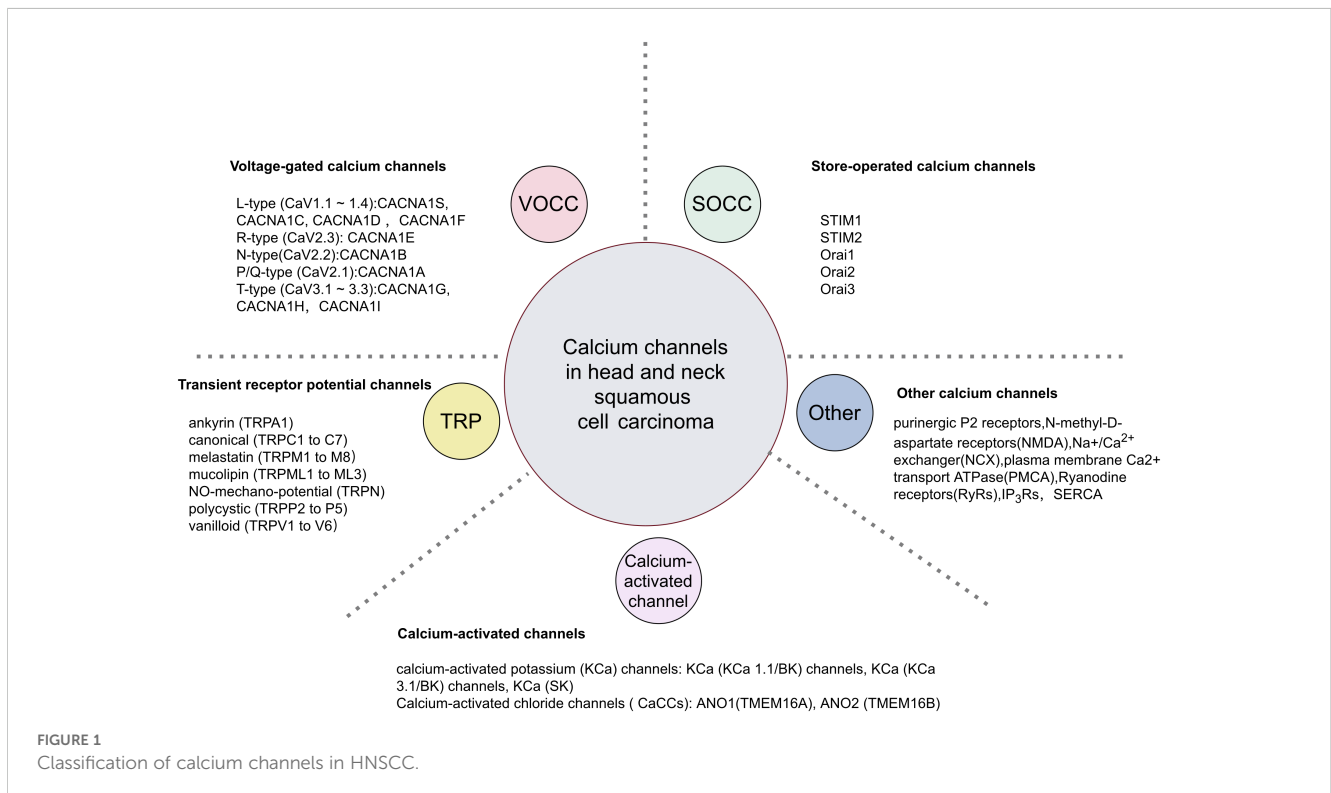 Voltage-gated calcium channels
L-type (CaV1.1 ~ 1.4):CACNA1S,
CACNA1C, CACNA1D , CACNA1F
R-type (CaV2.3): CACNA1E
N-type(CaV2.2):CACNA1B
P/Q-type (CaV2.1):CACNA1A
T-type (CaV3.1 ~ 3.3):CACNA1G,
CACNA1H, CACNA1I
VOCC
SOCC
Store-operated calcium channels
STIM1
STIM2
Orai1
Orai2
Orai3
Calcium channels
in head and neck
squamous
cell carcinoma
Transient receptor potential channels
ankyrin (TRPA1)
canonical (TRPC1 to C7)
melastatin (TRPM1 to M8)
mucolipin (TRPML1 to ML3)
NO-mechano-potential (TRPN)
polycystic (TRPP2 to P5)
vanilloid (TRPV1 to V6)
TRP
Other
Other calcium channels
purinergic P2 receptors,N-methyl-D-
aspartate receptors(NMDA),Na+/Ca²⁺
exchanger(NCX),plasma membrane Ca2+
transport ATPase(PMCA),Ryanodine
receptors(RyRs),IP₃Rs, SERCA
Calcium-
activated
channel
Calcium-activated channels
calcium-activated potassium (KCa) channels: KCa (KCa 1.1/BK) channels, KCa (KCa
3.1/BK) channels, KCa (SK)
Calcium-activated chloride channels ( CaCCs): ANO1(TMEM16A), ANO2 (TMEM16B)
FIGURE 1
Classification of calcium channels in HNSCC.